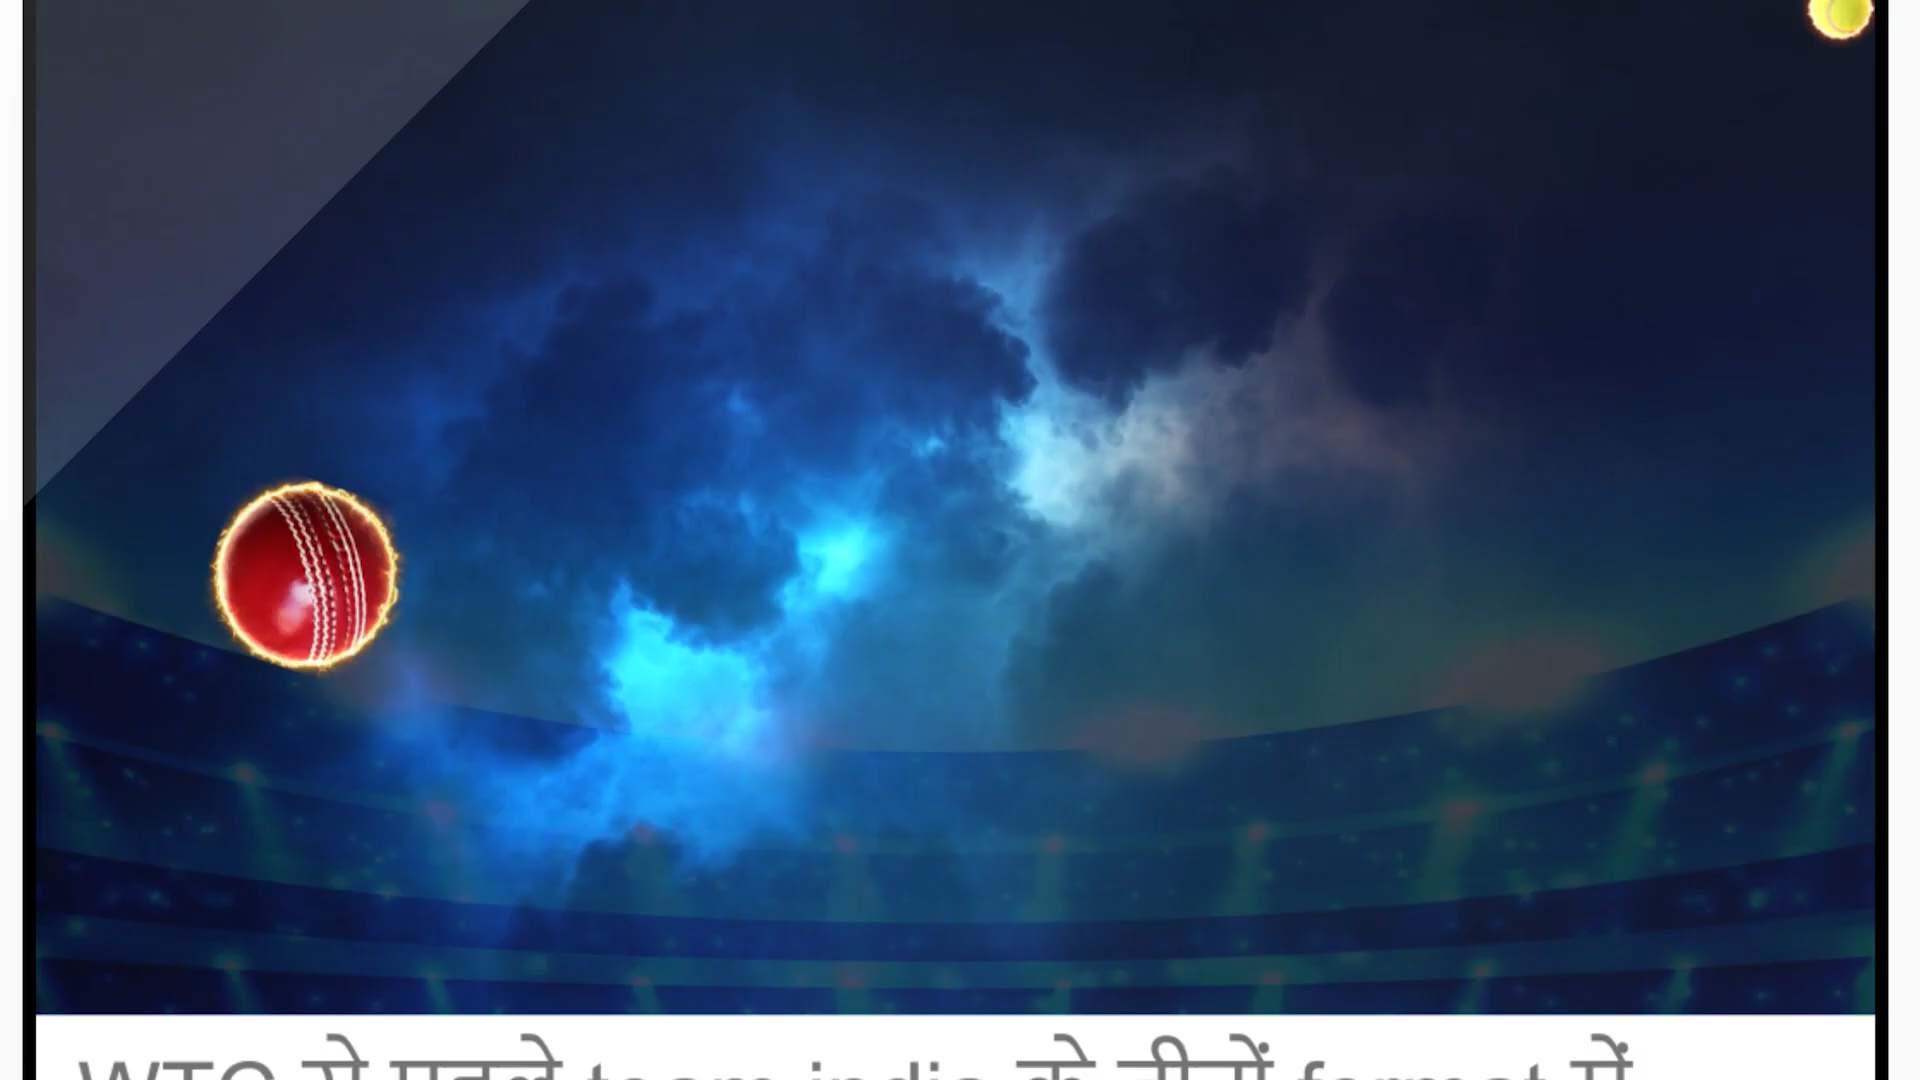 WTC से पहले team india के तीनों format में